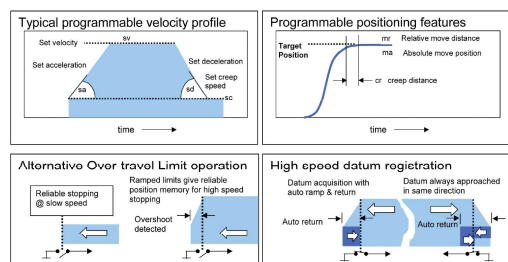 Typical programmable velocity profile
Set velocity
sv
Set acceleration
Set deceleration
Set creep
speed
sa
sd
sc
time
Programmable positioning features
Target
Position
mr Relative move distance
ma Absolute move position
cr creep distance
time
Alternative Over travel Limit operation
Reliable stopping
@ slow speed
Ramped limits give reliable
position memory for high speed
stopping
Overshoot
detected
High speed datum registration
Datum acquisition with
auto ramp & return
Datum always approached
in same direction
Auto return
Auto return